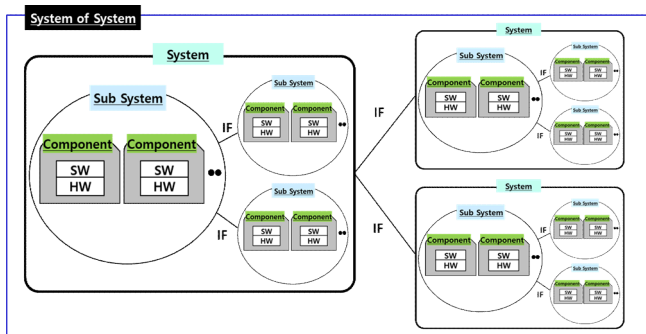 System of System
System
Sub System
Component Component
SW SW
HW HW
IF
Sub System
Component Component
SW SW
HW HW
IF
Sub System
Component Component
SW SW
HW HW
IF
System
Sub System
Component Component
SW SW
HW HW
IF
Sub System
Component Component
SW SW
HW HW
IF
Sub System
Component Component
SW SW
HW HW
IF
System
Sub System
Component Component
SW SW
HW HW
IF
Sub System
Component Component
SW SW
HW HW
IF
Sub System
Component Component
SW SW
HW HW